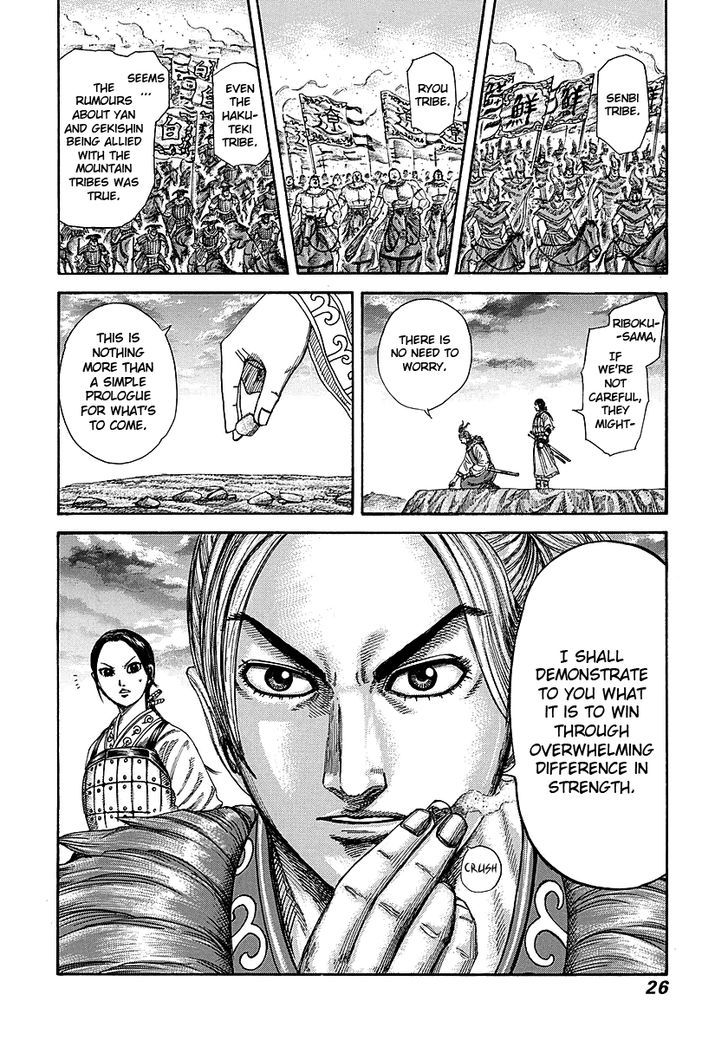 SENBI
TRIBE.
鮮
鮮
RYOU
TRIBE.
EVEN
THE
HAKU-
TEKI
TRIBE.
SEEMS
...
THE
RUMOURS
ABOUT YAN
AND GEKISHIN
BEING ALLIED
WITH THE
MOUNTAIN
TRIBES WAS
TRUE.
RIBOKU-
-SAMA,
IF
WE'RE
NOT
CAREFUL,
THEY
MIGHT-
THERE
IS NO
NEED TO
WORRY.
THIS IS
NOTHING
MORE THAN
A SIMPLE
PROLOGUE
FOR WHAT'S
TO COME.
I SHALL
DEMONSTRATE
TO YOU WHAT
IT IS TO WIN
THROUGH
OVERWHELMING
DIFFERENCE IN
STRENGTH.
CRUSH
26